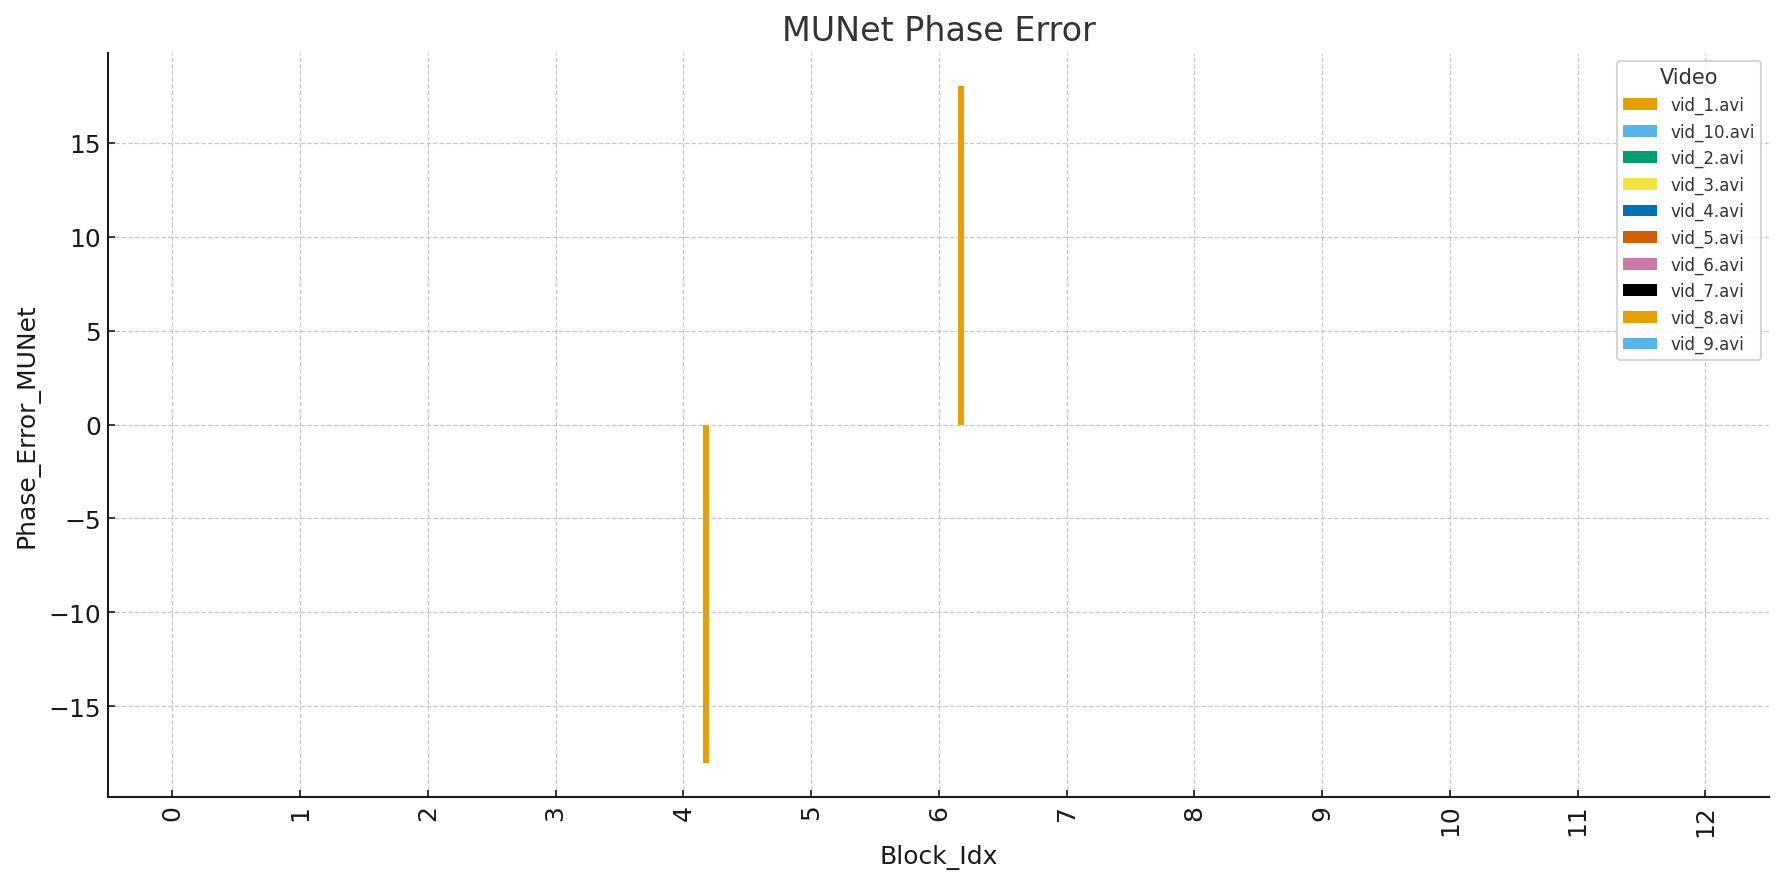 MUNet Phase Error
Video
vid_1.avi
vid_10.avi
vid_2.avi
vid_3.avi
vid_4.avi
vid_5.avi
vid_6.avi
vid_7.avi
vid_8.avi
vid_9.avi
15
10
5
0
−5
−10
−15
Phase_Error_MUNet
0 1 2 3 4 5 6 7 8 9 10 11 12
Block_Idx